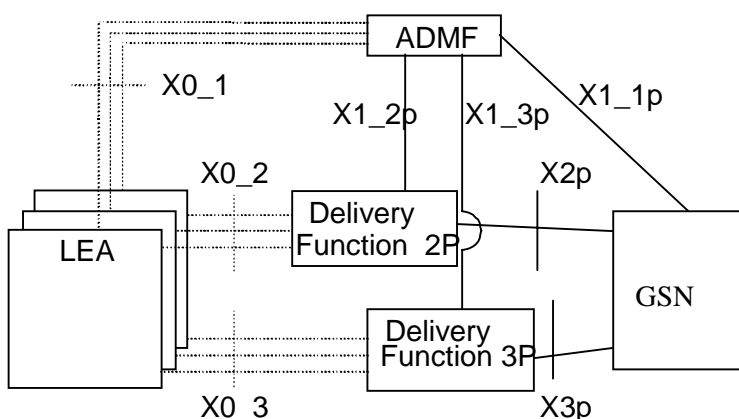 ADMF
X0_1
X1_2p
X1_3p
X1_1p
X0_2
X2p
Delivery
Function 2P
LEA
GSN
Delivery
Function 3P
X0_3
X3p